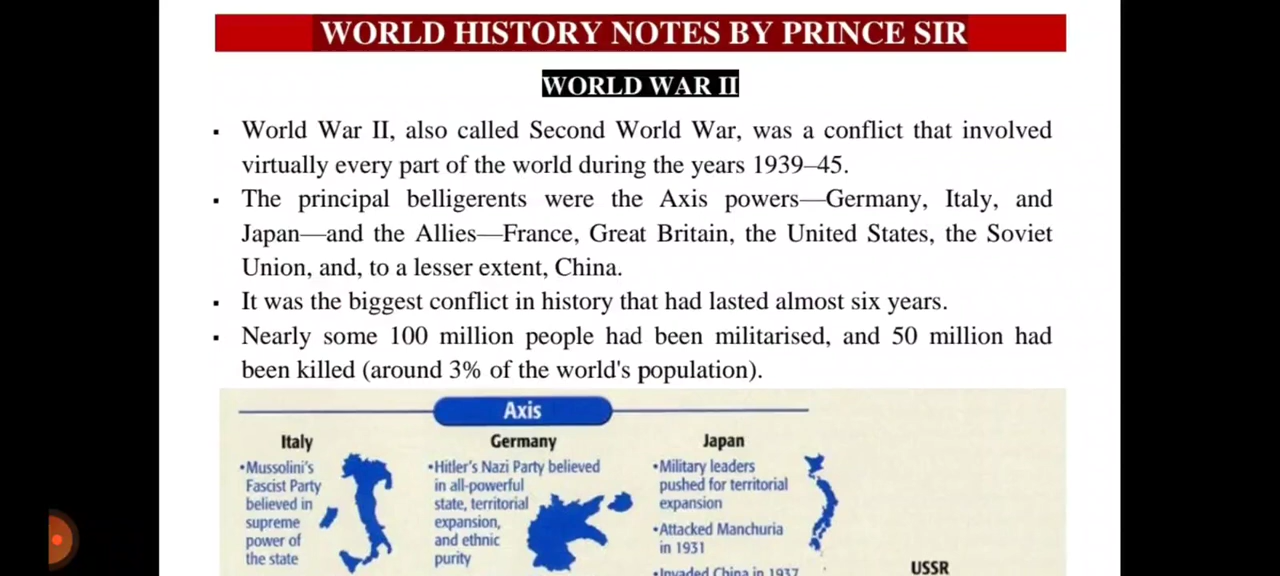 WORLD HISTORY NOTES BY PRINCE SIR
WORLD WAR II
▪ World War II, also called Second World War, was a conflict that involved
virtually every part of the world during the years 1939–45.
▪ The principal belligerents were the Axis powers—Germany, Italy, and
Japan—and the Allies—France, Great Britain, the United States, the Soviet
Union, and, to a lesser extent, China.
▪ It was the biggest conflict in history that had lasted almost six years.
▪ Nearly some 100 million people had been militarised, and 50 million had
been killed (around 3% of the world's population).
Axis
Italy
•Mussolini's
Fascist Party
believed in
supreme
power of
the state
Germany
•Hitler's Nazi Party believed
in all-powerful
state, territorial
expansion,
and ethnic
purity
Japan
•Military leaders
pushed for territorial
expansion
•Attacked Manchuria
in 1931
•Invaded China in 1937
USSR